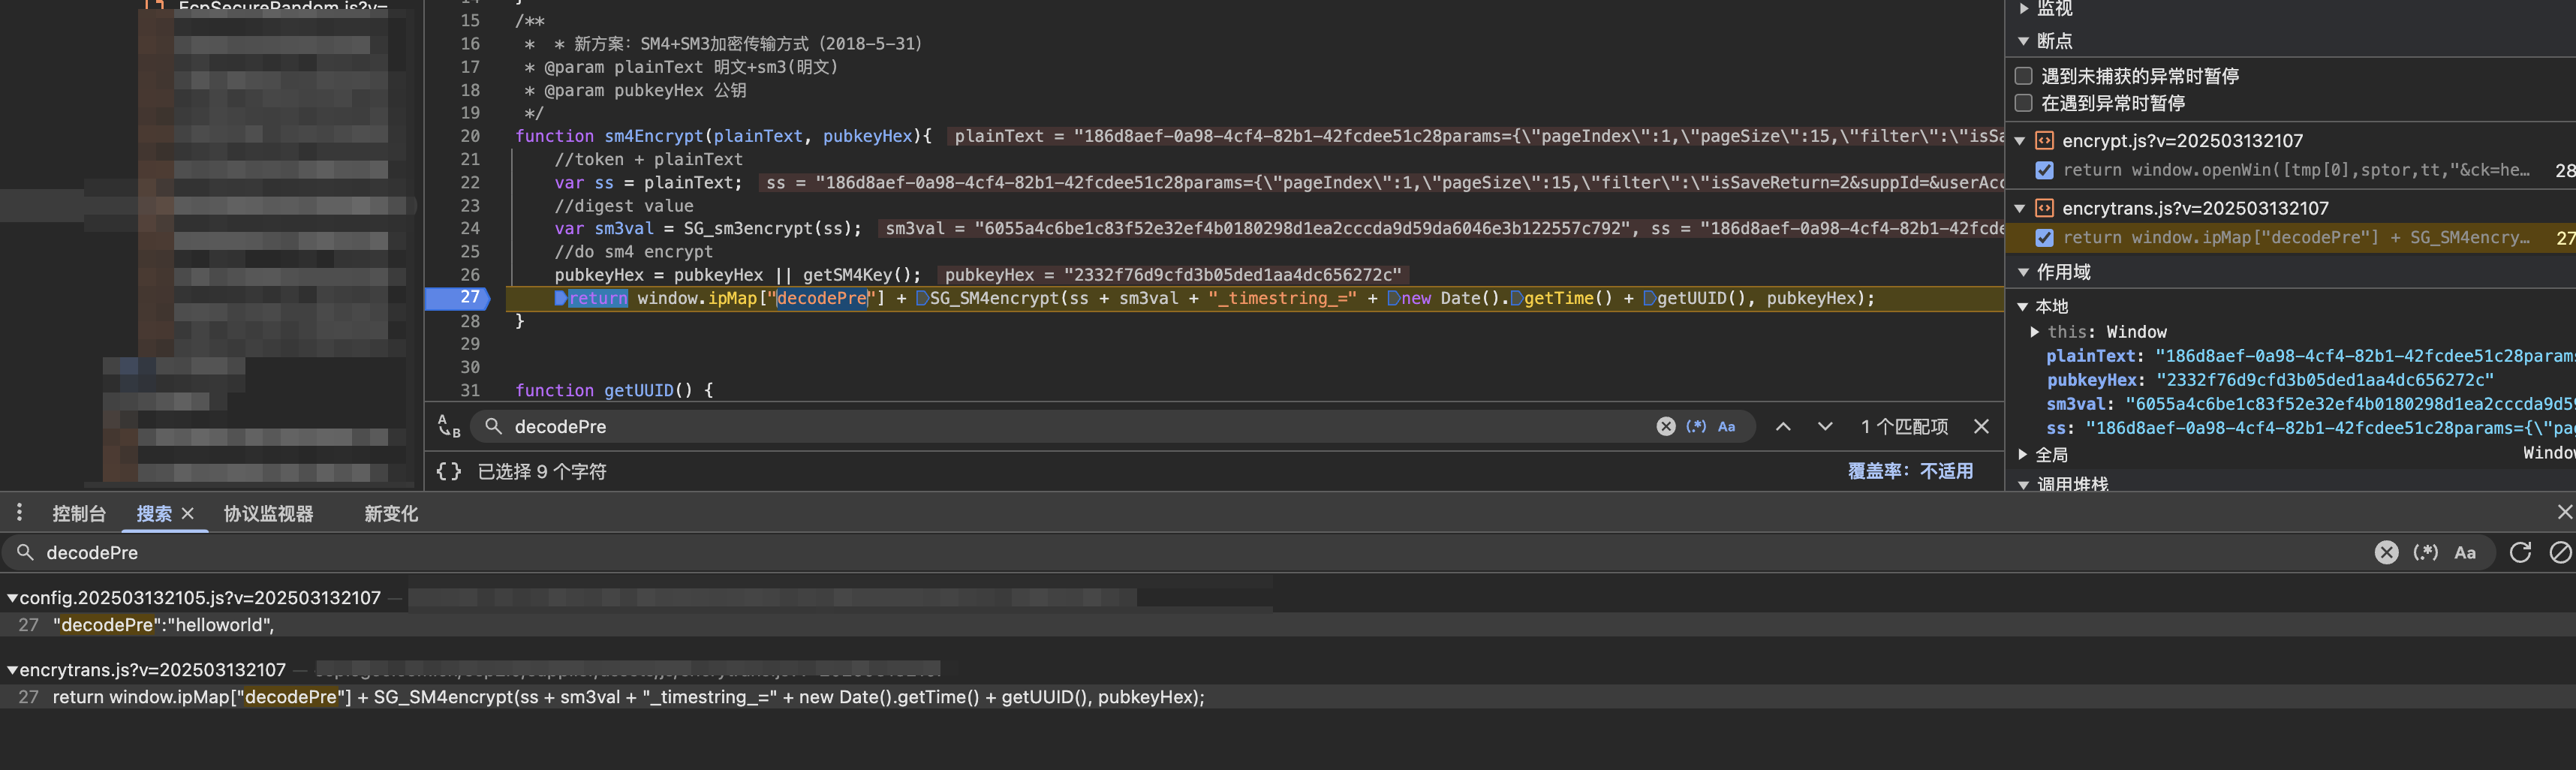 EcpSecureRandom.js?v=
15 /**
16 * * 新方案：SM4+SM3加密传输方式（2018-5-31）
17 * @param plainText 明文+sm3(明文)
18 * @param pubkeyHex 公钥
19 */
20 function sm4Encrypt(plainText, pubkeyHex){ plainText = "186d8aef-0a98-4cf4-82b1-42fcdee51c28params={\"pageIndex\":1,\"pageSize\":15,\"filter\":\"isSa
21 //token + plainText
22 var ss = plainText; ss = "186d8aef-0a98-4cf4-82b1-42fcdee51c28params={\"pageIndex\":1,\"pageSize\":15,\"filter\":\"isSaveReturn=2&suppId=&userAcc
23 //digest value
24 var sm3val = SG_sm3encrypt(ss); sm3val = "6055a4c6be1c83f52e32ef4b0180298d1ea2cccda9d59da6046e3b122557c792", ss = "186d8aef-0a98-4cf4-82b1-42fcde
25 //do sm4 encrypt
26 pubkeyHex = pubkeyHex || getSM4Key(); pubkeyHex = "2332f76d9cfd3b05ded1aa4dc656272c"
27 return window.ipMap["decodePre"] + SG_SM4encrypt(ss + sm3val + "_timestring_=" + new Date().getTime() + getUUID(), pubkeyHex);
28 }
29
30
31 function getUUID() {
A B decodePre (.*) Aa 1 个匹配项
{} 已选择 9 个字符 覆盖率：不适用
监视
断点
遇到未捕获的异常时暂停
在遇到异常时暂停
encrypt.js?v=202503132107
return window.openWin([tmp[0],sptor,tt,"&ck=he… 28
encrytrans.js?v=202503132107
return window.ipMap["decodePre"] + SG_SM4encry… 27
作用域
本地
this: Window
plainText: "186d8aef-0a98-4cf4-82b1-42fcdee51c28params
pubkeyHex: "2332f76d9cfd3b05ded1aa4dc656272c"
sm3val: "6055a4c6be1c83f52e32ef4b0180298d1ea2cccda9d59
ss: "186d8aef-0a98-4cf4-82b1-42fcdee51c28params={\"pag
全局 Window
调用堆栈
控制台 搜索 协议监视器 新变化
decodePre (.*) Aa
config.202503132105.js?v=202503132107 —
27 "decodePre":"helloworld",
encrytrans.js?v=202503132107 —
27 return window.ipMap["decodePre"] + SG_SM4encrypt(ss + sm3val + "_timestring_=" + new Date().getTime() + getUUID(), pubkeyHex);